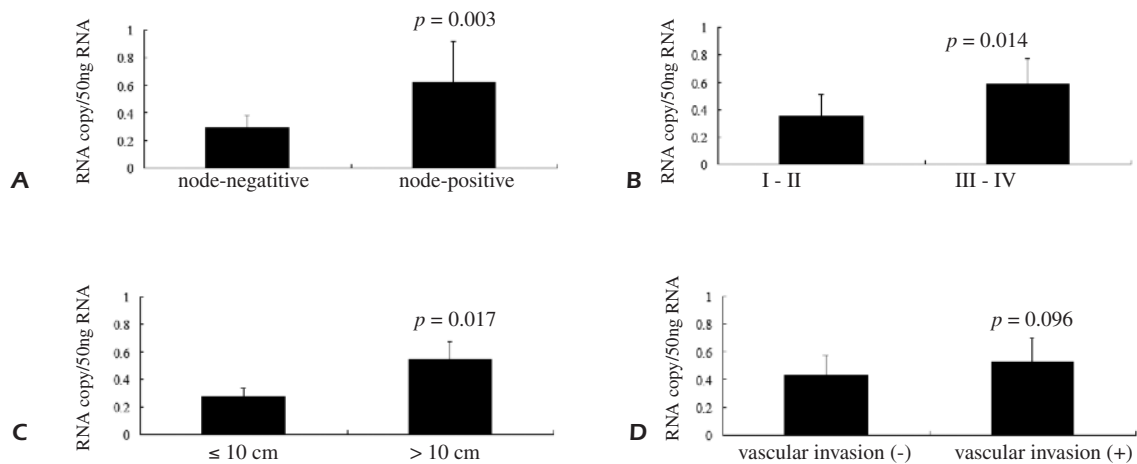 A
RNA copy/50ng RNA
1
0.8
0.6
0.4
0.2
0
p = 0.003
node-negatitive
node-positive
B
RNA copy/50ng RNA
1
0.8
0.6
0.4
0.2
0
p = 0.014
I - II
III - IV
C
RNA copy/50ng RNA
1
0.8
0.6
0.4
0.2
0
p = 0.017
≤ 10 cm
> 10 cm
D
RNA copy/50ng RNA
1
0.8
0.6
0.4
0.2
0
p = 0.096
vascular invasion (-)
vascular invasion (+)